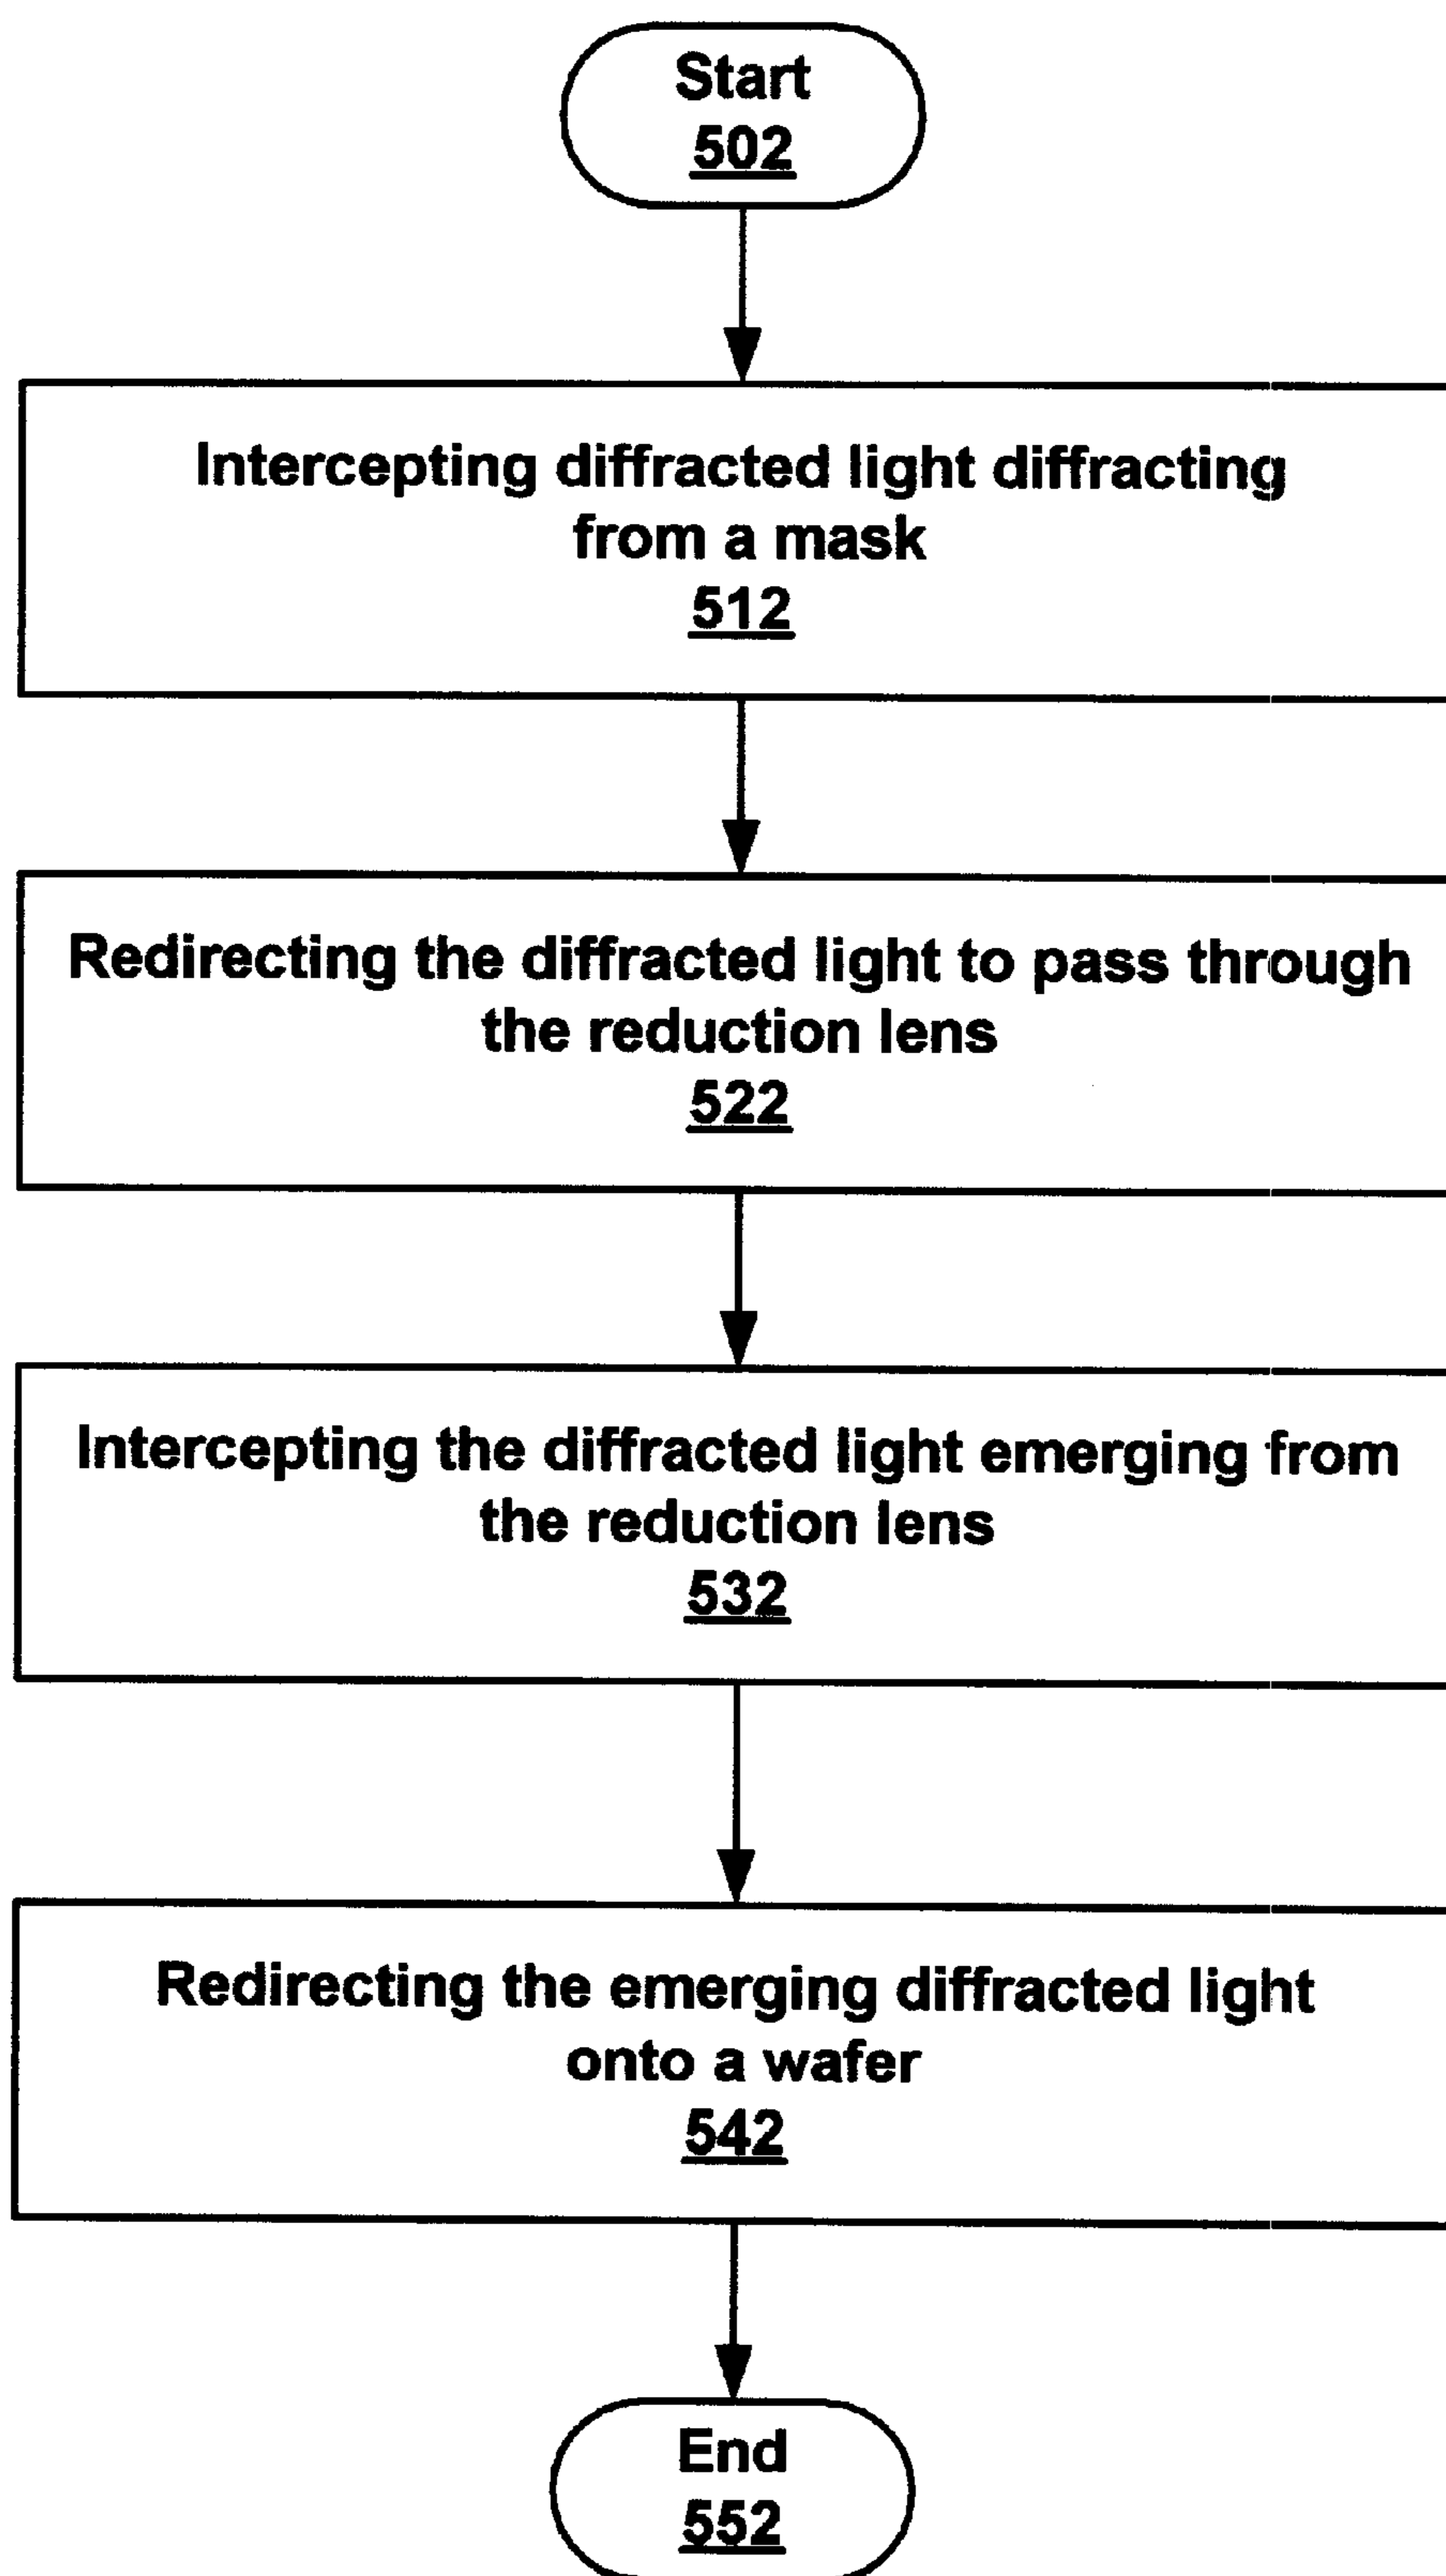 Start
502
Intercepting diffracted light diffracting
from a mask
512
Redirecting the diffracted light to pass through
the reduction lens
522
Intercepting the diffracted light emerging from
the reduction lens
532
Redirecting the emerging diffracted light
onto a wafer
542
End
552